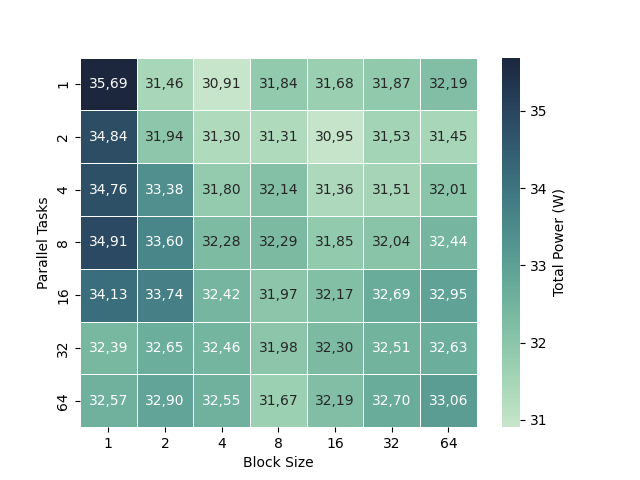 1 35,69 31,46 30,91 31,84 31,68 31,87 32,19
2 34,84 31,94 31,30 31,31 30,95 31,53 31,45
4 34,76 33,38 31,80 32,14 31,36 31,51 32,01
8 34,91 33,60 32,28 32,29 31,85 32,04 32,44
16 34,13 33,74 32,42 31,97 32,17 32,69 32,95
32 32,39 32,65 32,46 31,98 32,30 32,51 32,63
64 32,57 32,90 32,55 31,67 32,19 32,70 33,06
1 2 4 8 16 32 64
Block Size
Parallel Tasks
35
34
33
32
31
Total Power (W)